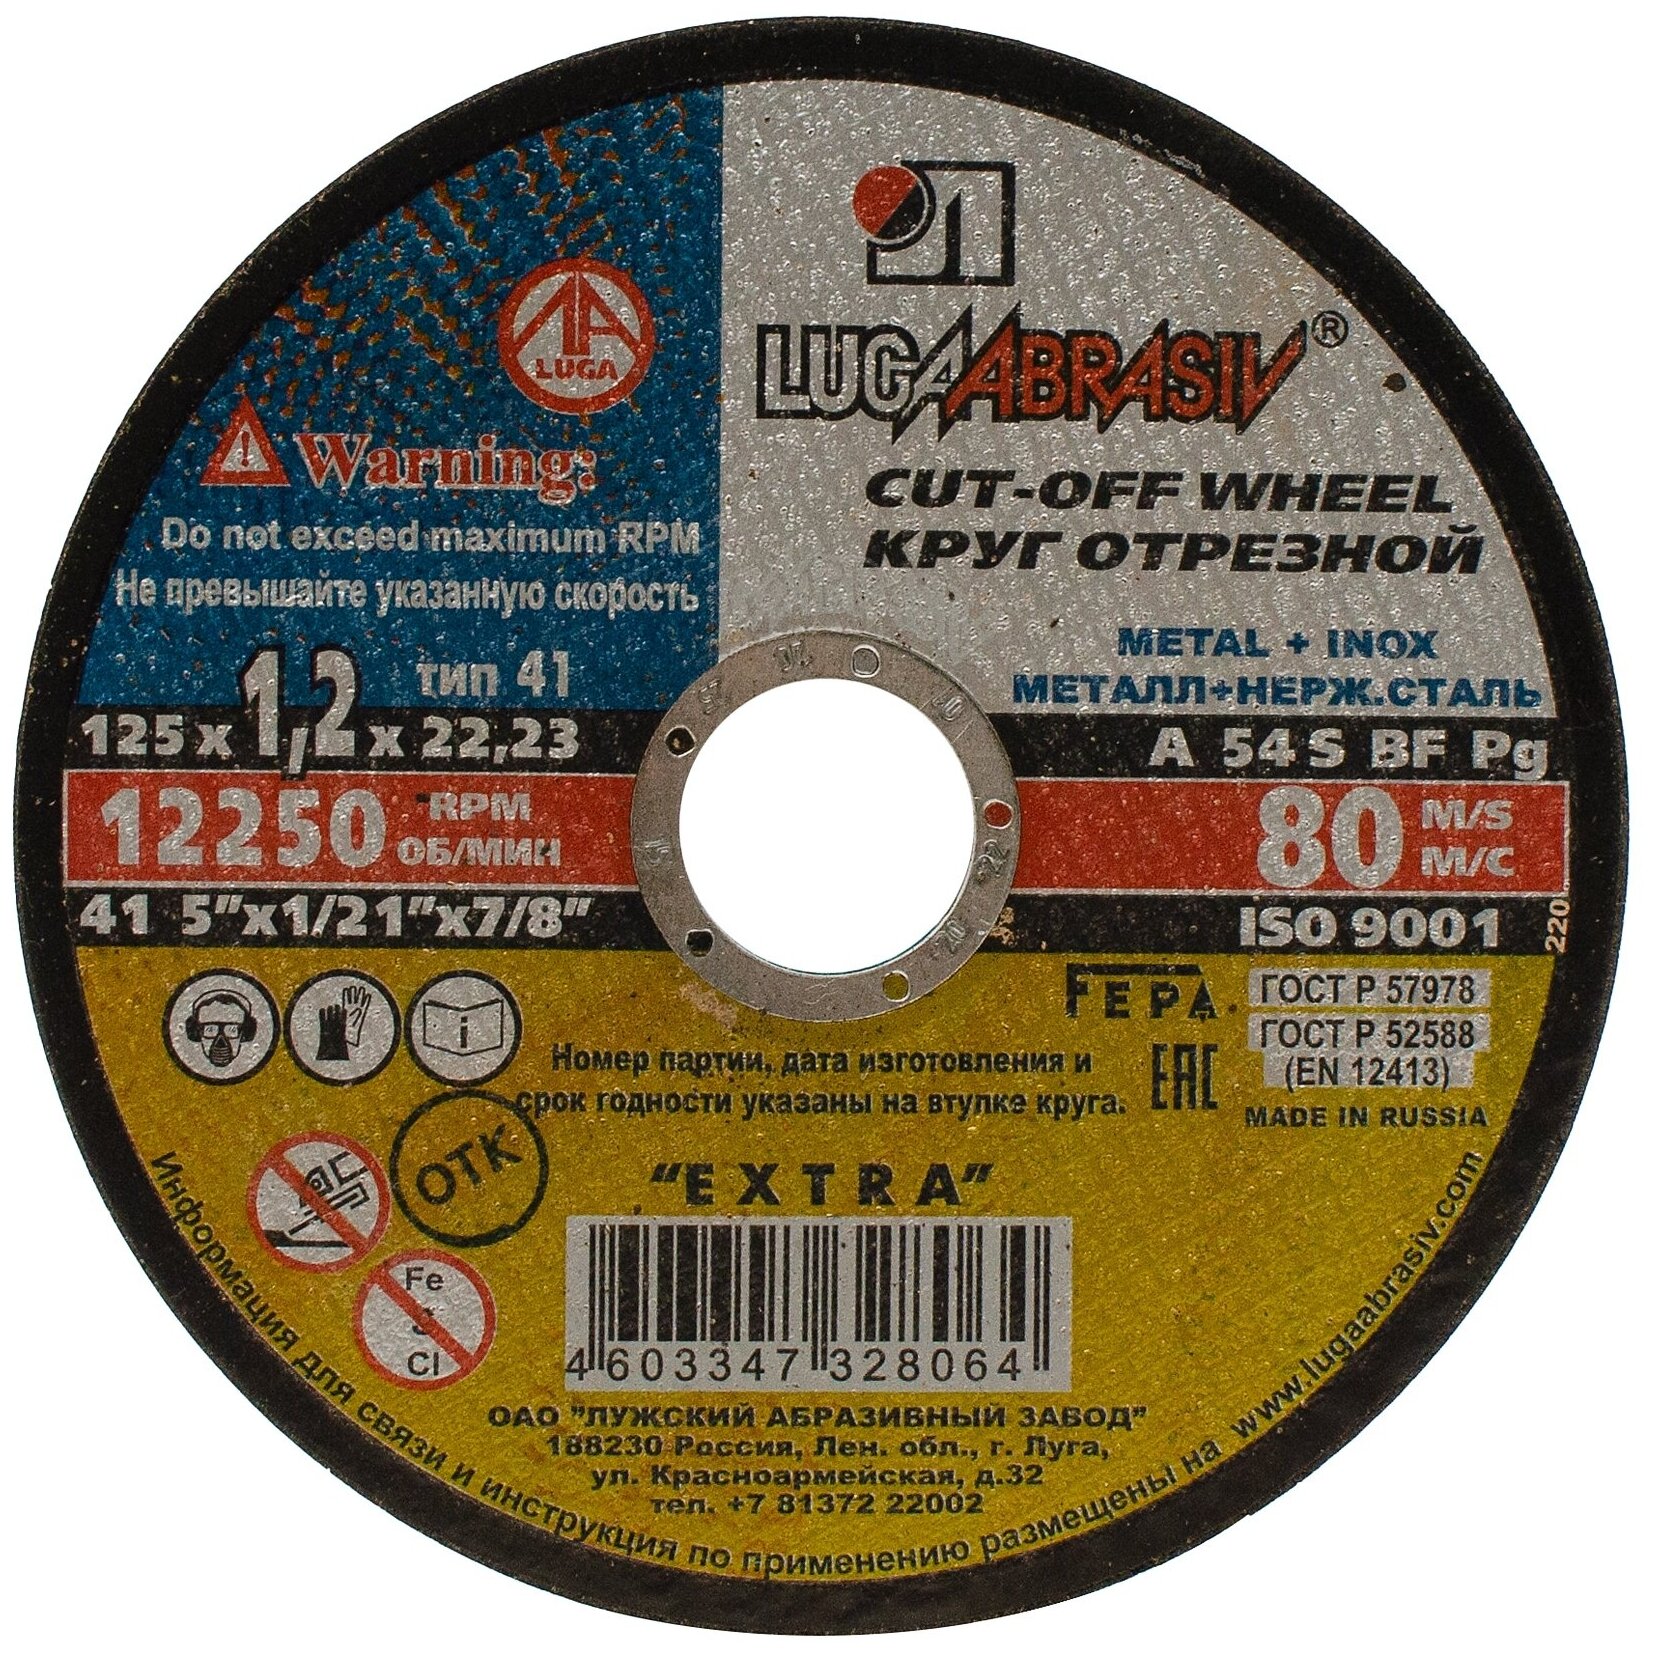 LUGA
LUGAABRASIV®
Warning:
CUT-OFF WHEEL
КРУГ ОТРЕЗНОЙ
Do not exceed maximum RPM
Не превышайте указанную скорость
METAL + INOX
МЕТАЛЛ+НЕРЖ.СТАЛЬ
тип 41
125 x 1,2 x 22,23
A 54 S BF Pg
12250 RPM
ОБ/МИН
80 M/S
М/С
41 5"x1/21"x7/8"
ISO 9001
220
FEPA
ГОСТ Р 57978
ГОСТ Р 52588
(EN 12413)
EAC
MADE IN RUSSIA
Номер партии, дата изготовления и
срок годности указаны на втулке круга.
ОТК
"EXTRA"
Fe
S
Cl
4 603347 328064
ОАО "ЛУЖСКИЙ АБРАЗИВНЫЙ ЗАВОД"
188230 Россия, Лен. обл., г. Луга,
ул. Красноармейская, д.32
тел. +7 81372 22002
Информация для связи и инструкция по применению размещены на www.lugaabrasiv.com